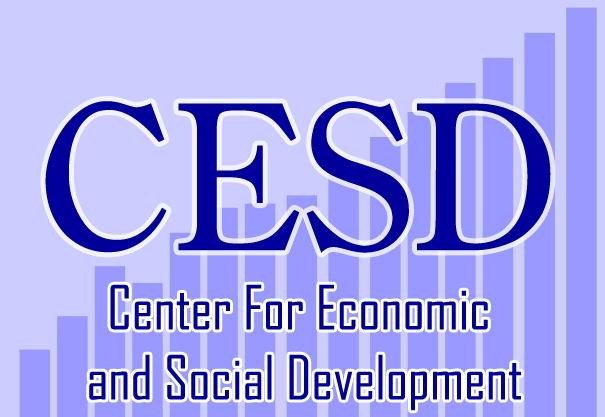 CESD
Center For Economic
and Social Development